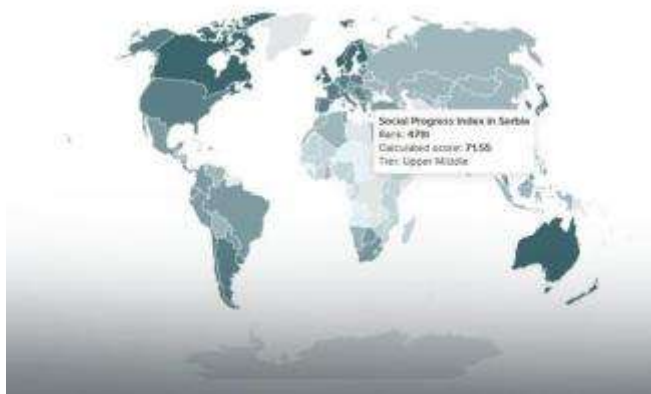 Social Progress Index in Serbia
Rank: 47th
Calculated score: 71.55
Tier: Upper Middle